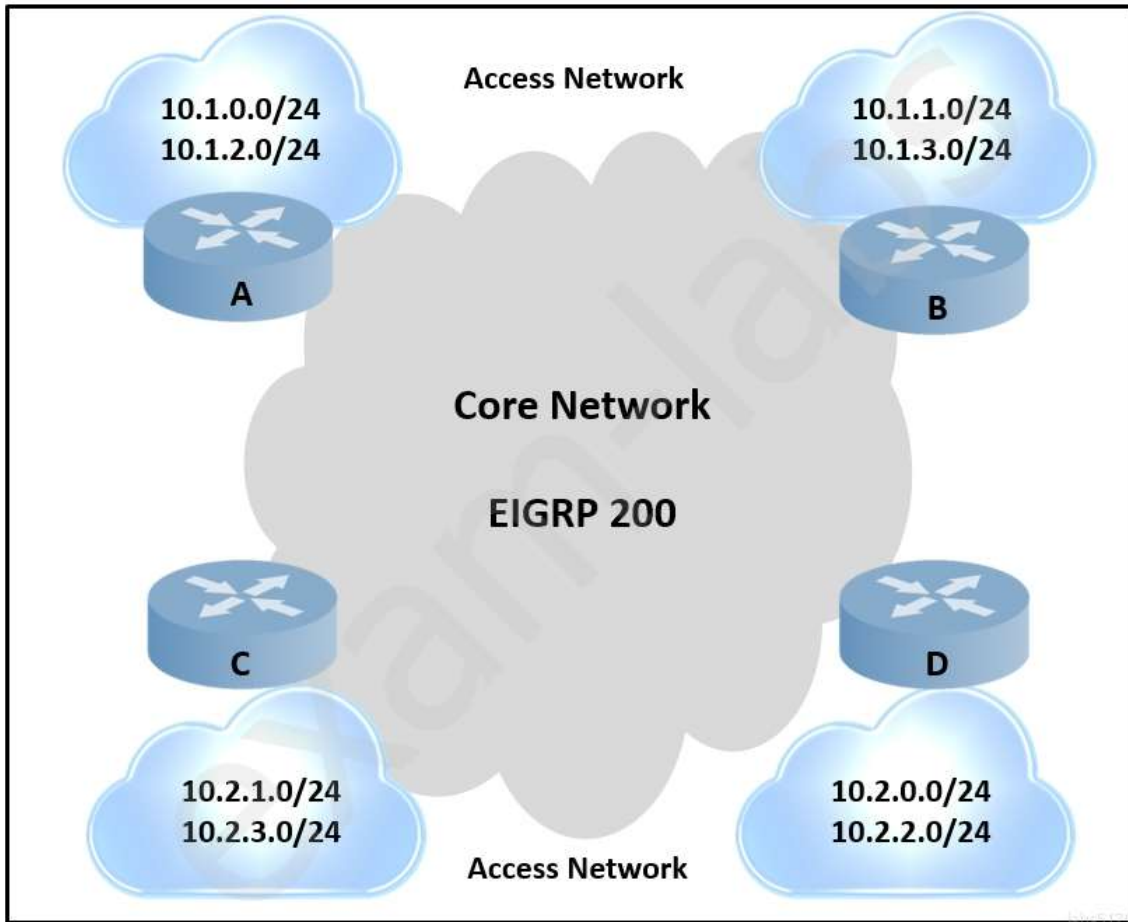 Access Network
10.1.0.0/24
10.1.2.0/24
10.1.1.0/24
10.1.3.0/24
A
B
Core Network
EIGRP 200
C
D
10.2.1.0/24
10.2.3.0/24
10.2.0.0/24
10.2.2.0/24
Access Network
exam-labs